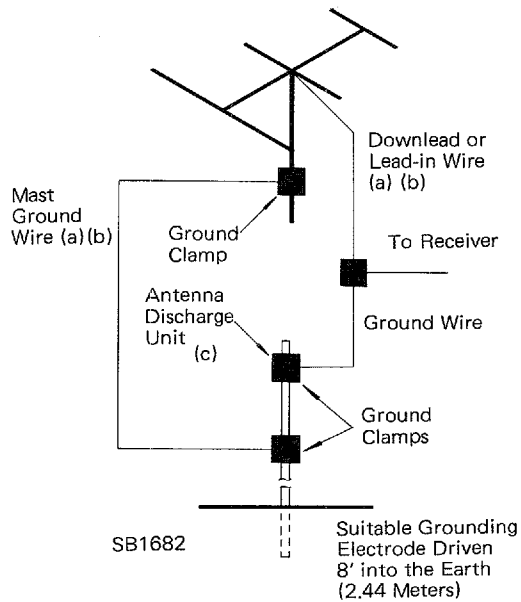 Downlead or
Lead-in Wire
(a) (b)
Mast
Ground
Wire (a)(b)
Ground
Clamp
To Receiver
Antenna
Discharge
Unit
(c)
Ground Wire
Ground
Clamps
SB1682
Suitable Grounding
Electrode Driven
8' into the Earth
(2,44 Meters)